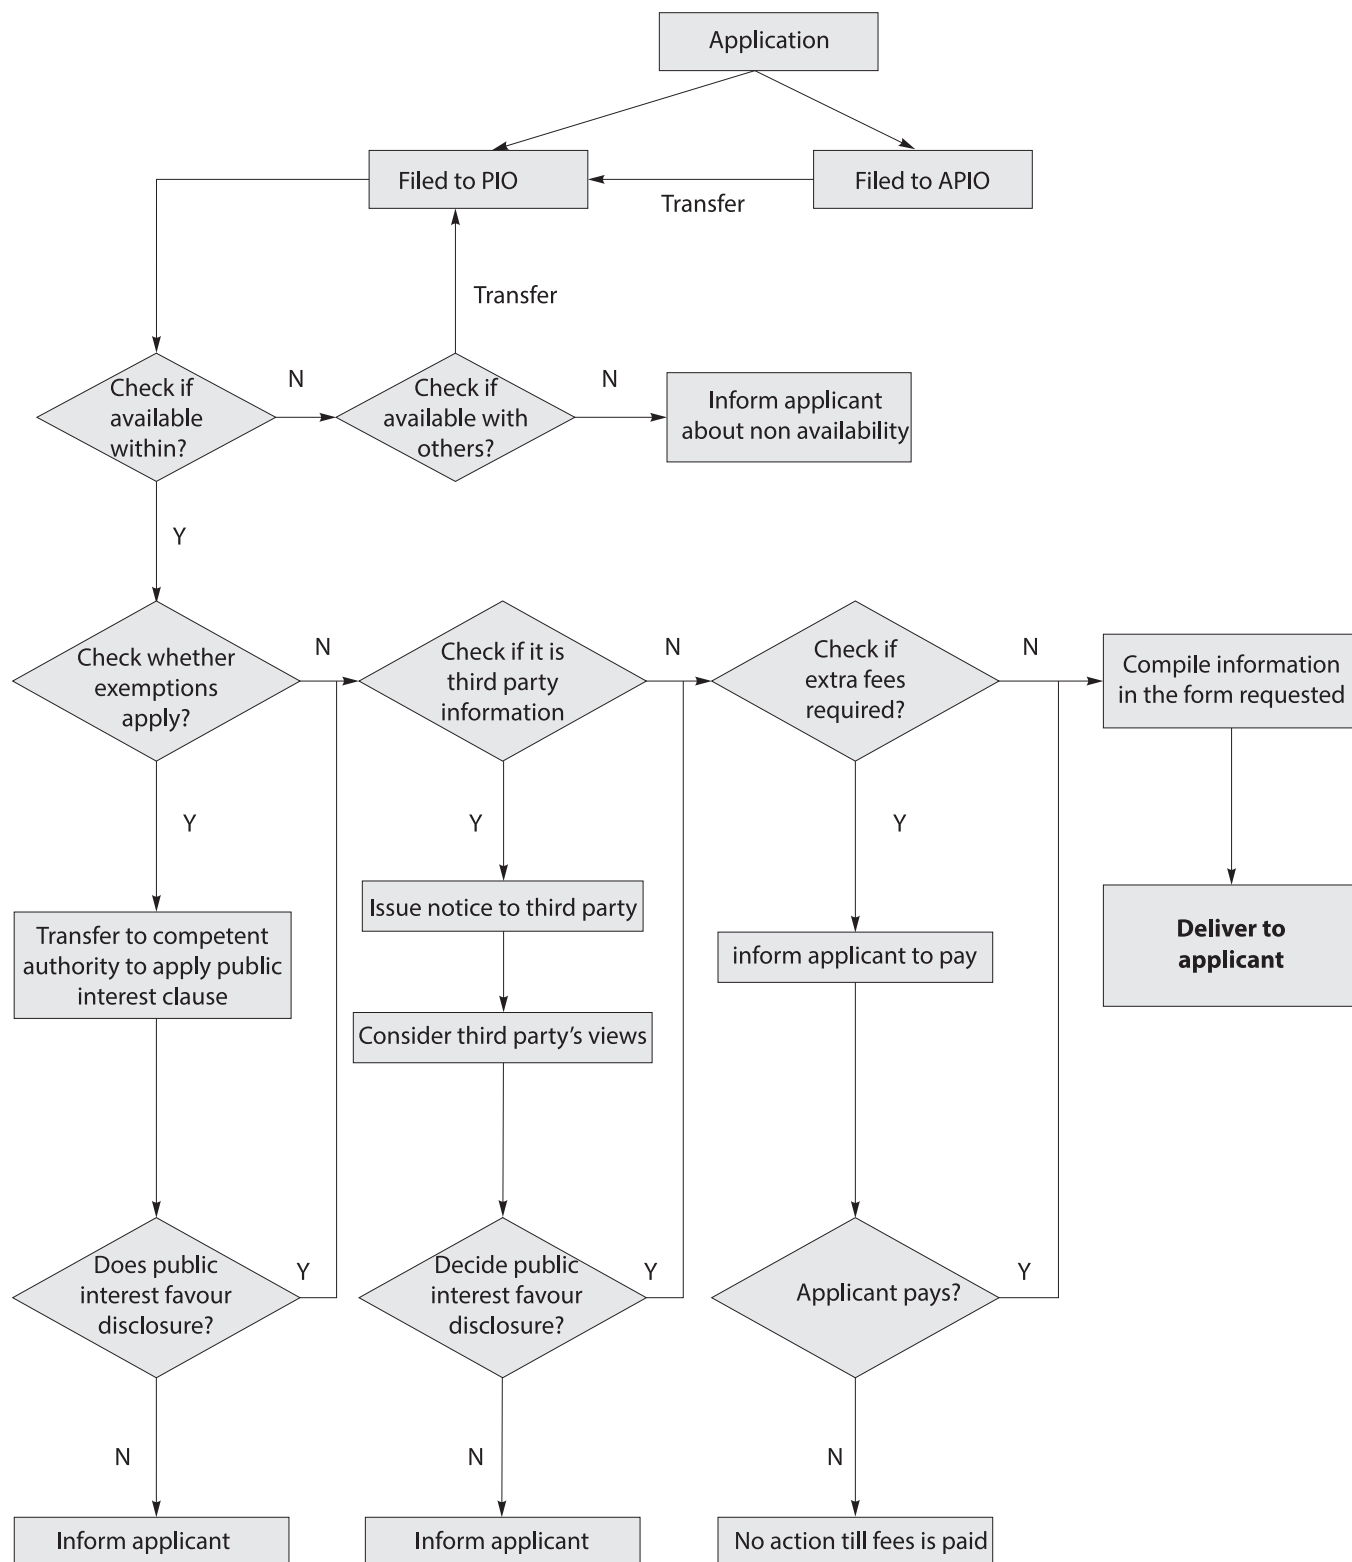 Application
Filed to PIO
Filed to APIO
Transfer
Transfer
Check if
available
within?
N
Check if
available with
others?
N
Inform applicant
about non availability
Y
Check whether
exemptions
apply?
N
Check if it is
third party
information
N
Check if
extra fees
required?
N
Compile information
in the form requested
Y
Y
Y
Transfer to competent
authority to apply public
interest clause
Issue notice to third party
inform applicant to pay
Deliver to
applicant
Consider third party’s views
Does public
interest favour
disclosure?
Y
Decide public
interest favour
disclosure?
Y
Applicant pays?
Y
N
N
N
Inform applicant
Inform applicant
No action till fees is paid